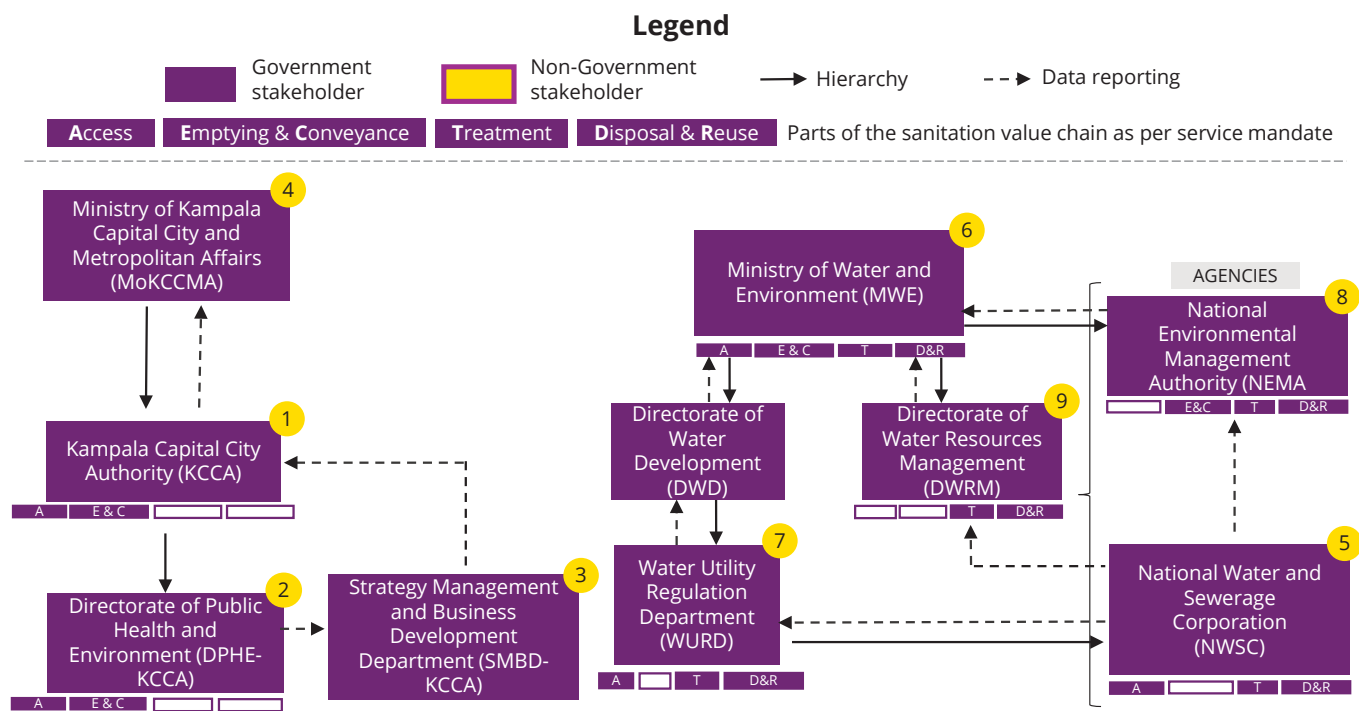 Legend
Government
stakeholder
Non-Government
stakeholder
Hierarchy
Data reporting
Access
Emptying & Conveyance
Treatment
Disposal & Reuse
Parts of the sanitation value chain as per service mandate
4
Ministry of Kampala
Capital City and
Metropolitan Affairs
(MoKCCMA)
1
Kampala Capital City
Authority (KCCA)
A
E & C
2
Directorate of Public
Health and
Environment (DPHE-
KCCA)
A
E & C
3
Strategy Management
and Business
Development
Department (SMBD-
KCCA)
6
Ministry of Water and
Environment (MWE)
A
E & C
T
D&R
Directorate of
Water
Development
(DWD)
9
Directorate of
Water Resources
Management
(DWRM)
T
D&R
7
Water Utility
Regulation
Department
(WURD)
A
T
D&R
AGENCIES
8
National
Environmental
Management
Authority (NEMA
E&C
T
D&R
5
National Water and
Sewerage
Corporation
(NWSC)
A
T
D&R